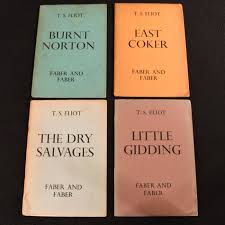 T. S. ELIOT
BURNT
NORTON
FABER AND
FABER
T. S. ELIOT
EAST
COKER
FABER AND
FABER
T. S. ELIOT
THE DRY
SALVAGES
FABER AND
FABER
T. S. ELIOT
LITTLE
GIDDING
FABER AND
FABER